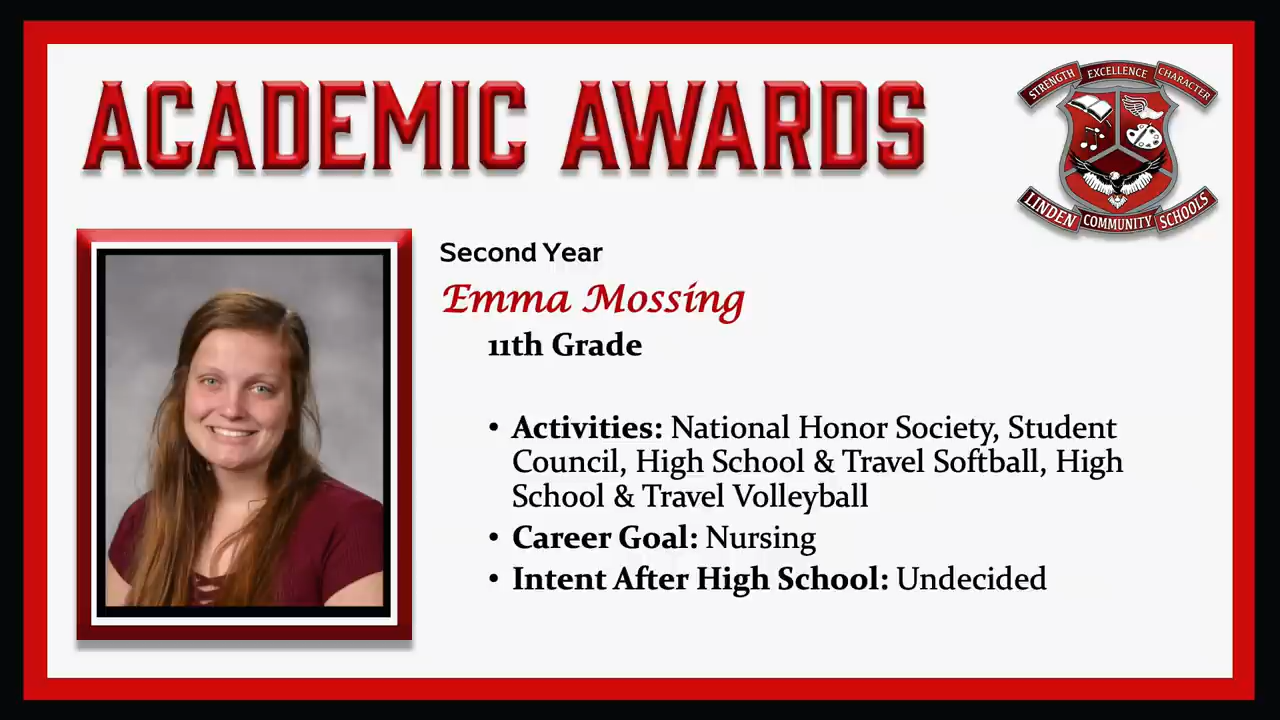 ACADEMIC AWARDS
STRENGTH EXCELLENCE CHARACTER
LINDEN COMMUNITY SCHOOLS
Second Year
Emma Mossing
11th Grade
• Activities: National Honor Society, Student
Council, High School & Travel Softball, High
School & Travel Volleyball
• Career Goal: Nursing
• Intent After High School: Undecided